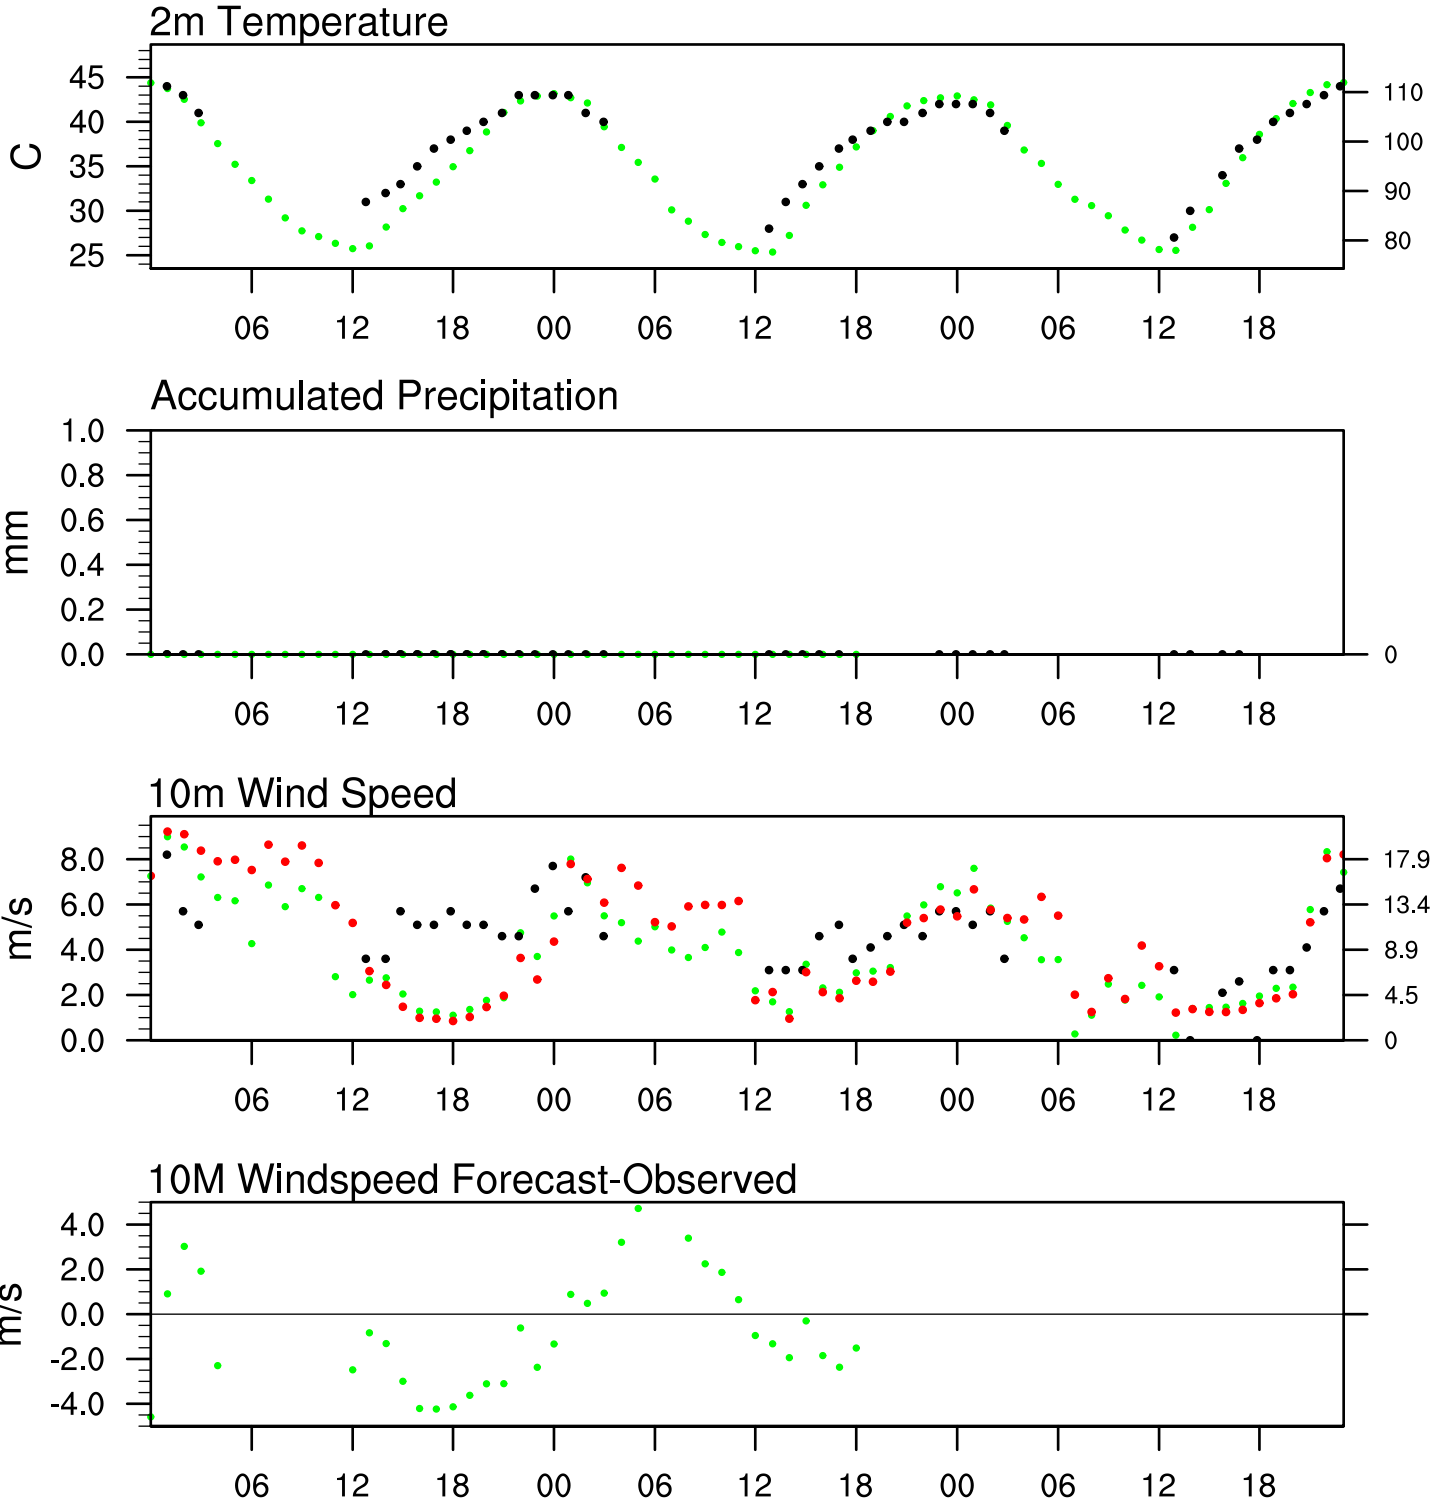 2m Temperature
45
40
35
30
25
C
110
100
90
80
06 12 18 00 06 12 18 00 06 12 18
Accumulated Precipitation
1.0
0.8
0.6
0.4
0.2
0.0
mm
0
06 12 18 00 06 12 18 00 06 12 18
10m Wind Speed
8.0
6.0
4.0
2.0
0.0
m/s
17.9
13.4
8.9
4.5
0
06 12 18 00 06 12 18 00 06 12 18
10M Windspeed Forecast-Observed
4.0
2.0
0.0
-2.0
-4.0
m/s
06 12 18 00 06 12 18 00 06 12 18